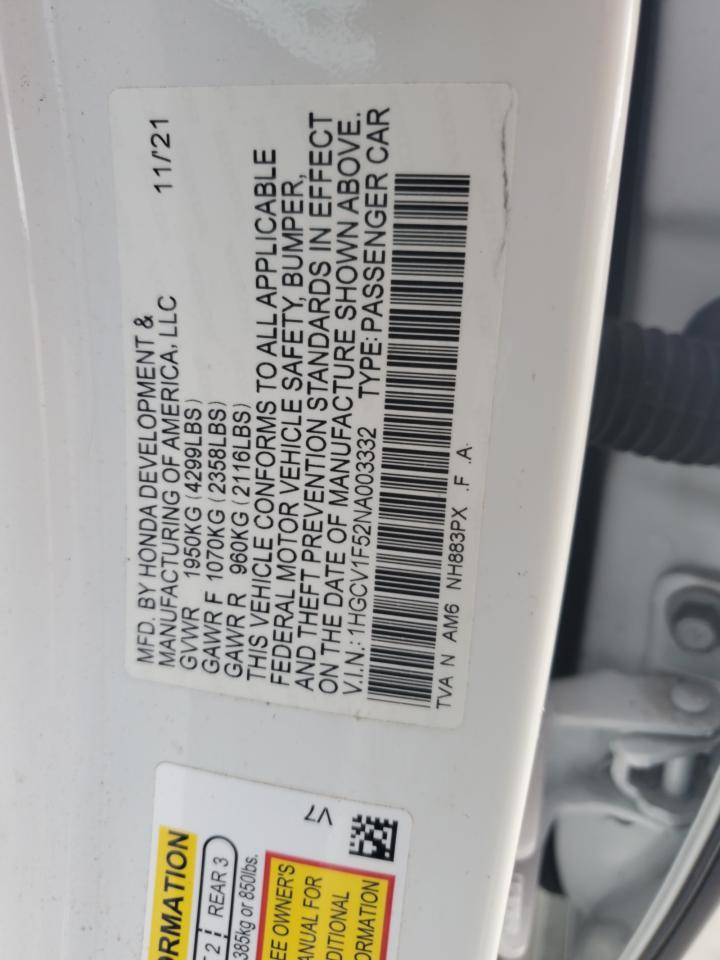 MFD. BY HONDA DEVELOPMENT &
MANUFACTURING OF AMERICA, LLC 11/'21
GVWR 1950KG (4299LBS)
GAWR F 1070KG (2358LBS)
GAWR R 960KG (2116LBS)
THIS VEHICLE CONFORMS TO ALL APPLICABLE
FEDERAL MOTOR VEHICLE SAFETY, BUMPER,
AND THEFT PREVENTION STANDARDS IN EFFECT
ON THE DATE OF MANUFACTURE SHOWN ABOVE.
V.I.N.: 1HGCV1F52NA003332 TYPE: PASSENGER CAR
TVA N AM6 NH883PX .F .A
ORMATION
T 2 REAR 3
385kg or 850lbs.
EE OWNER'S
ANUAL FOR
DITIONAL
ORMATION